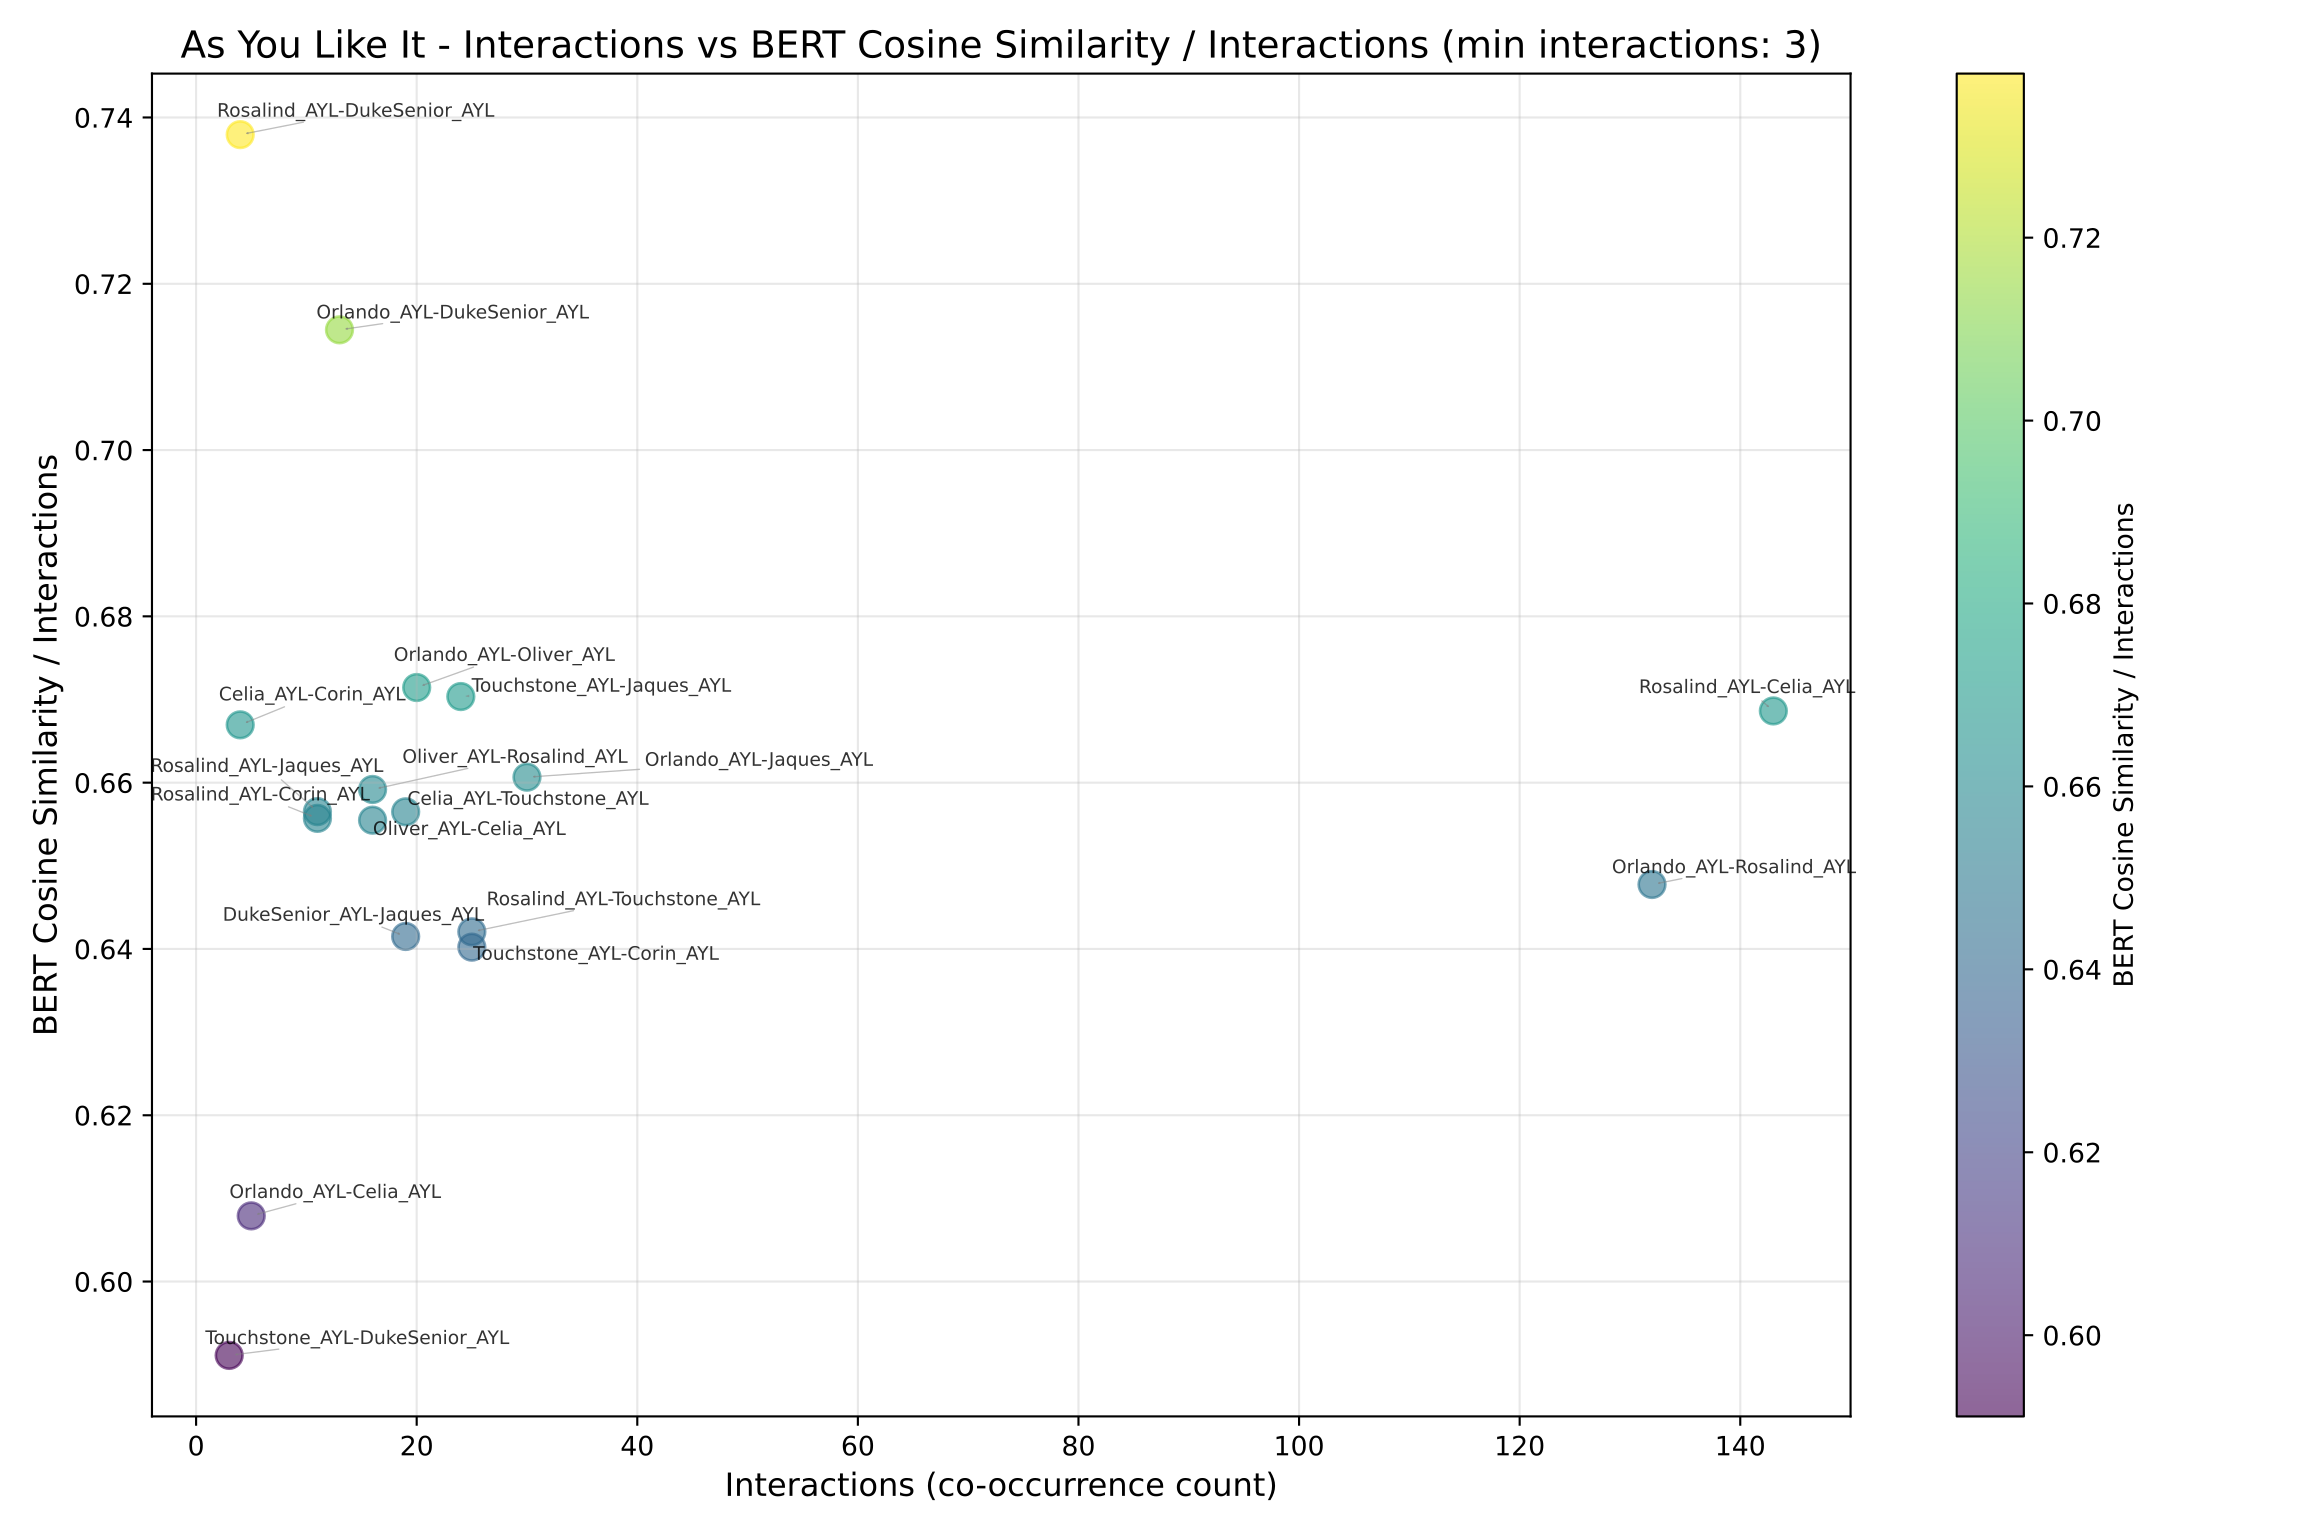 As You Like It - Interactions vs BERT Cosine Similarity / Interactions (min interactions: 3)
BERT Cosine Similarity / Interactions
0.74
0.72
0.70
0.68
0.66
0.64
0.62
0.60
Rosalind_AYL-DukeSenior_AYL
Orlando_AYL-DukeSenior_AYL
Orlando_AYL-Oliver_AYL
Touchstone_AYL-Jaques_AYL
Rosalind_AYL-Celia_AYL
Celia_AYL-Corin_AYL
Oliver_AYL-Rosalind_AYL
Orlando_AYL-Jaques_AYL
Rosalind_AYL-Jaques_AYL
Rosalind_AYL-Corin_AYL
Celia_AYL-Touchstone_AYL
Oliver_AYL-Celia_AYL
Orlando_AYL-Rosalind_AYL
Rosalind_AYL-Touchstone_AYL
DukeSenior_AYL-Jaques_AYL
Touchstone_AYL-Corin_AYL
Orlando_AYL-Celia_AYL
Touchstone_AYL-DukeSenior_AYL
0 20 40 60 80 100 120 140
Interactions (co-occurrence count)
0.72
0.70
0.68
0.66
0.64
0.62
0.60
BERT Cosine Similarity / Interactions